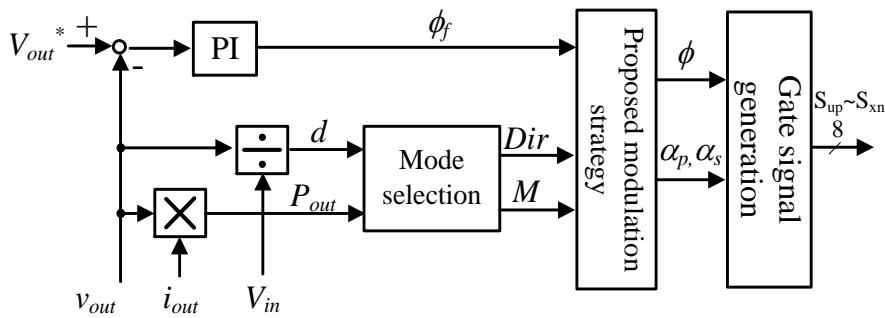 V_out* + PI ϕ_f
-
÷ d
× P_out
Mode
selection
Dir
M
Proposed modulation
strategy
ϕ
α_p, α_s
Gate signal
generation
S_up~S_xn
8
v_out i_out V_in